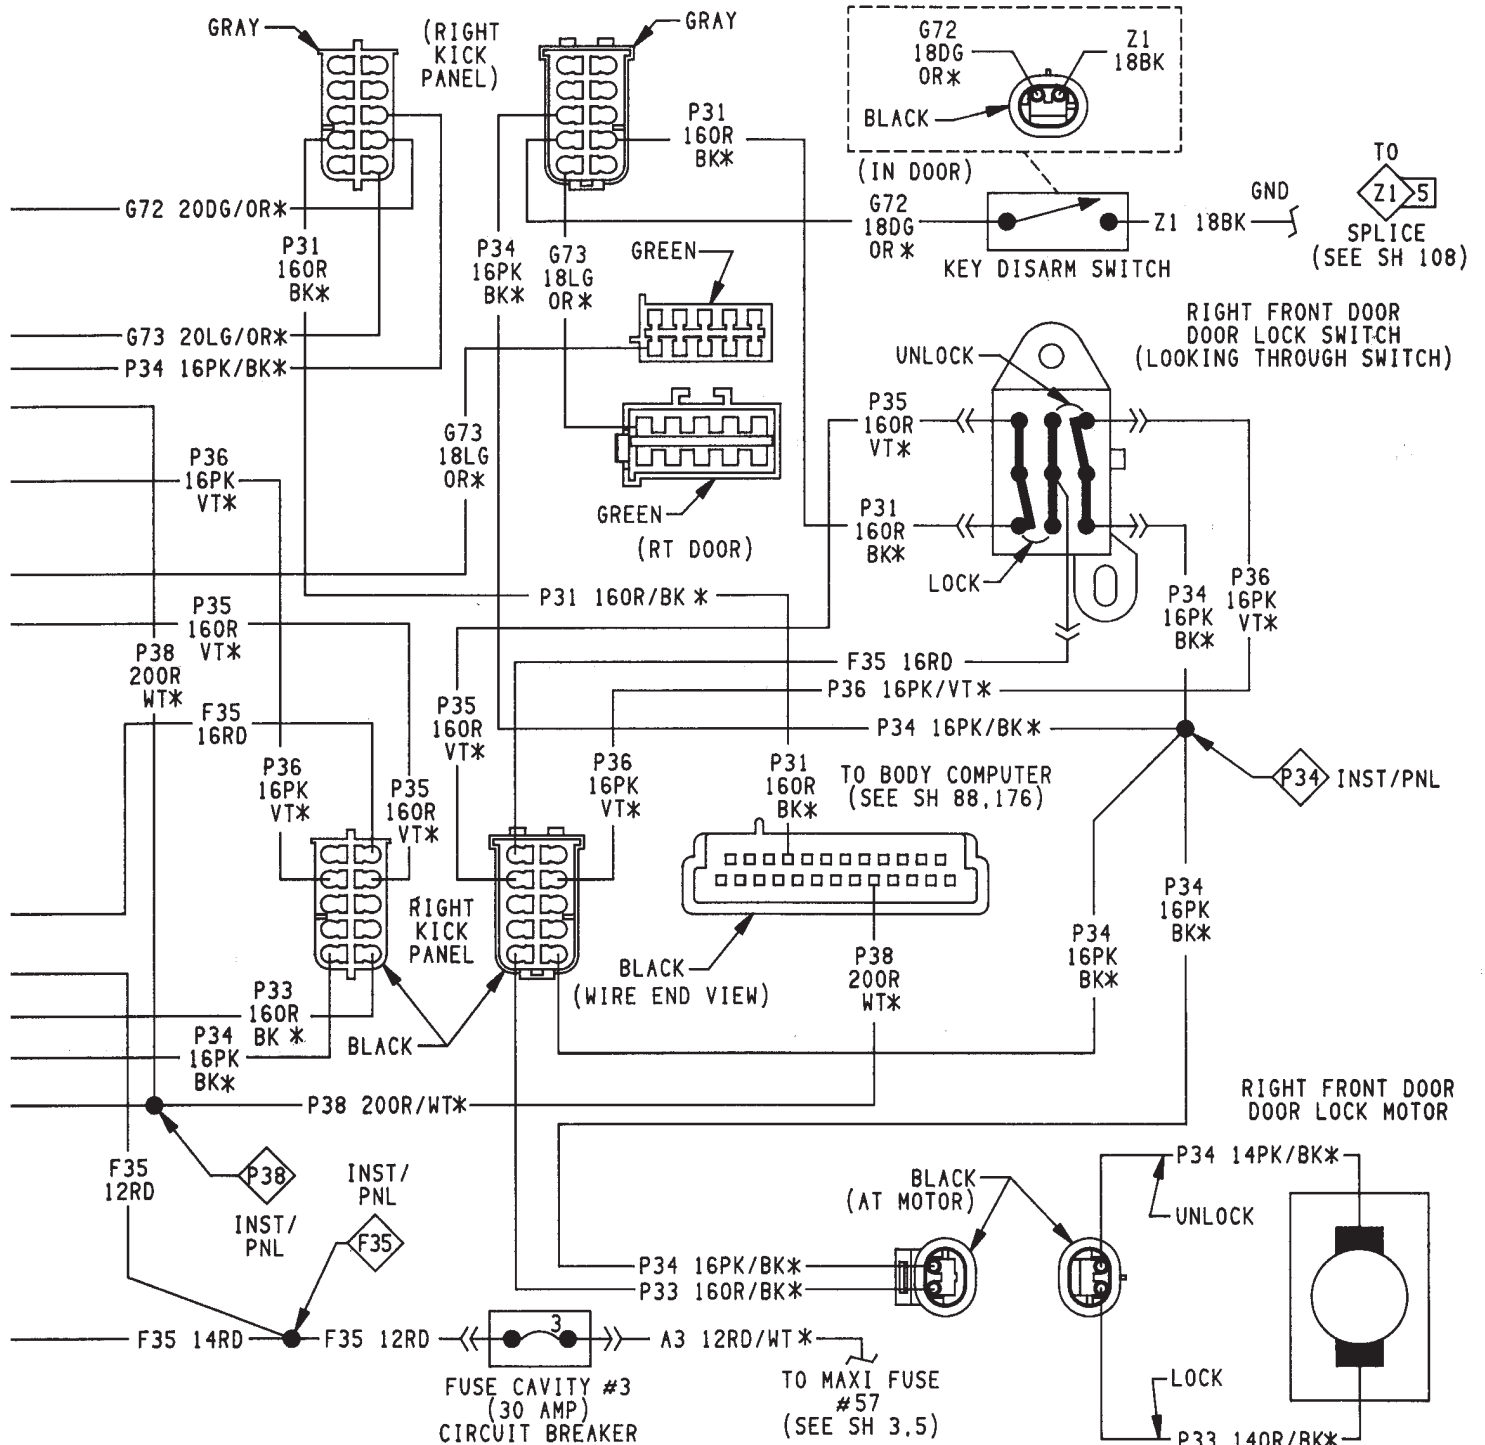 GRAY
(RIGHT
KICK
PANEL)
GRAY
G72
18DG
OR*
Z1
18BK
BLACK
(IN DOOR)
P31
16OR
BK*
TO
Z1 5
SPLICE
(SEE SH 108)
GND
G72 20DG/OR*
P31
16OR
BK*
P34
16PK
BK*
G73
18LG
OR*
GREEN
G72
18DG
OR*
Z1 18BK
KEY DISARM SWITCH
G73 20LG/OR*
P34 16PK/BK*
RIGHT FRONT DOOR
DOOR LOCK SWITCH
(LOOKING THROUGH SWITCH)
UNLOCK
P35
16OR
VT*
P36
16PK
VT*
G73
18LG
OR*
GREEN
(RT DOOR)
P31
16OR
BK*
LOCK
P34
16PK
BK*
P36
16PK
VT*
P31 16OR/BK *
P35
16OR
VT*
P38
20OR
WT*
F35 16RD
P36 16PK/VT*
F35
16RD
P35
16OR
VT*
P34 16PK/BK*
P36
16PK
VT*
P35
16OR
VT*
P36
16PK
VT*
P31
16OR
BK*
TO BODY COMPUTER
(SEE SH 88,176)
P34 INST/PNL
RIGHT
KICK
PANEL
BLACK
(WIRE END VIEW)
P38
20OR
WT*
P34
16PK
BK*
P34
16PK
BK*
P33
16OR
BK *
P34
16PK
BK*
BLACK
P38 20OR/WT*
RIGHT FRONT DOOR
DOOR LOCK MOTOR
F35
12RD
P38
INST/
PNL
INST/
PNL
F35
BLACK
(AT MOTOR)
P34 14PK/BK*
UNLOCK
P34 16PK/BK*
P33 16OR/BK*
F35 14RD
F35 12RD
3
A3 12RD/WT*
FUSE CAVITY #3
(30 AMP)
CIRCUIT BREAKER
TO MAXI FUSE
#57
(SEE SH 3,5)
LOCK
P33 14OR/BK*